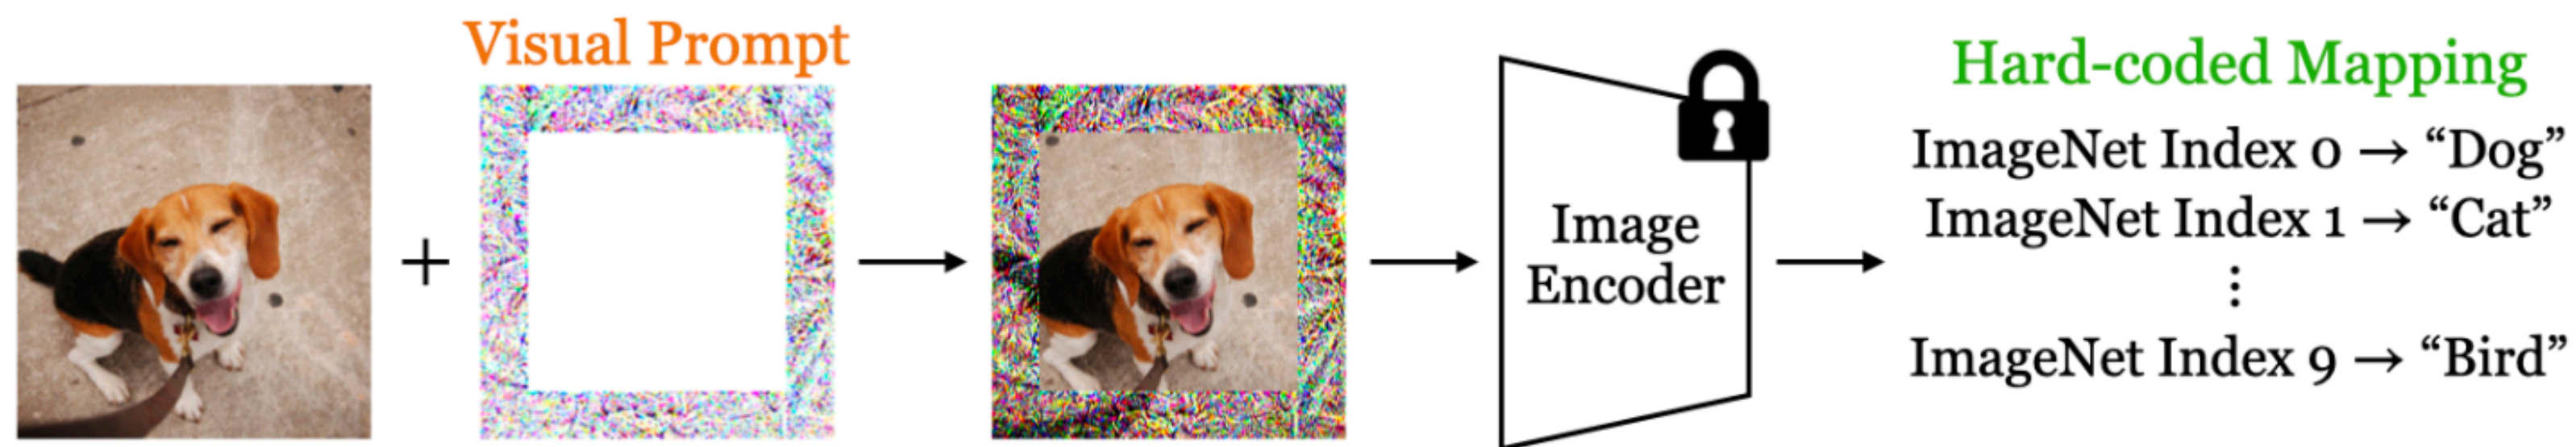 Visual Prompt
Image
Encoder
Hard-coded Mapping
ImageNet Index 0 → “Dog”
ImageNet Index 1 → “Cat”
⋮
ImageNet Index 9 → “Bird”